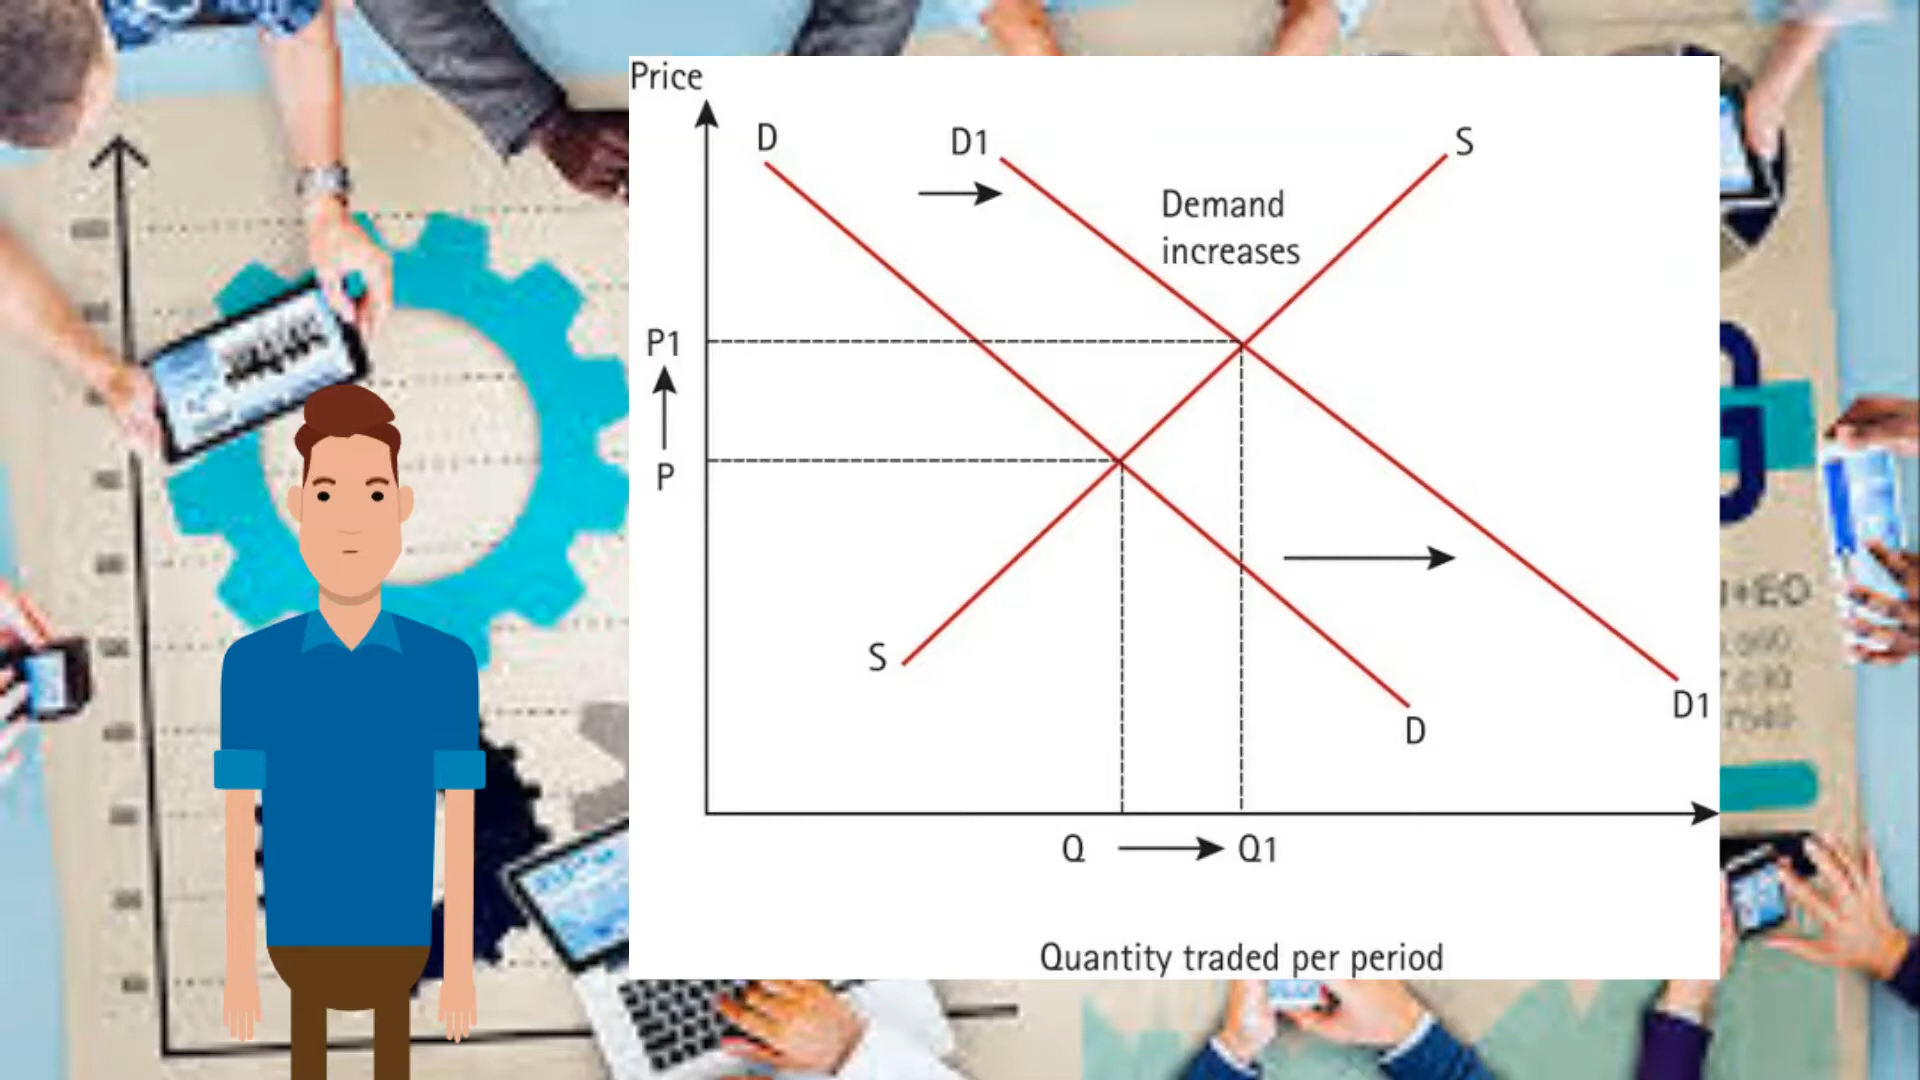 Price
D
D1
S
Demand
increases
P1
P
S
D1
D
Q
Q1
Quantity traded per period